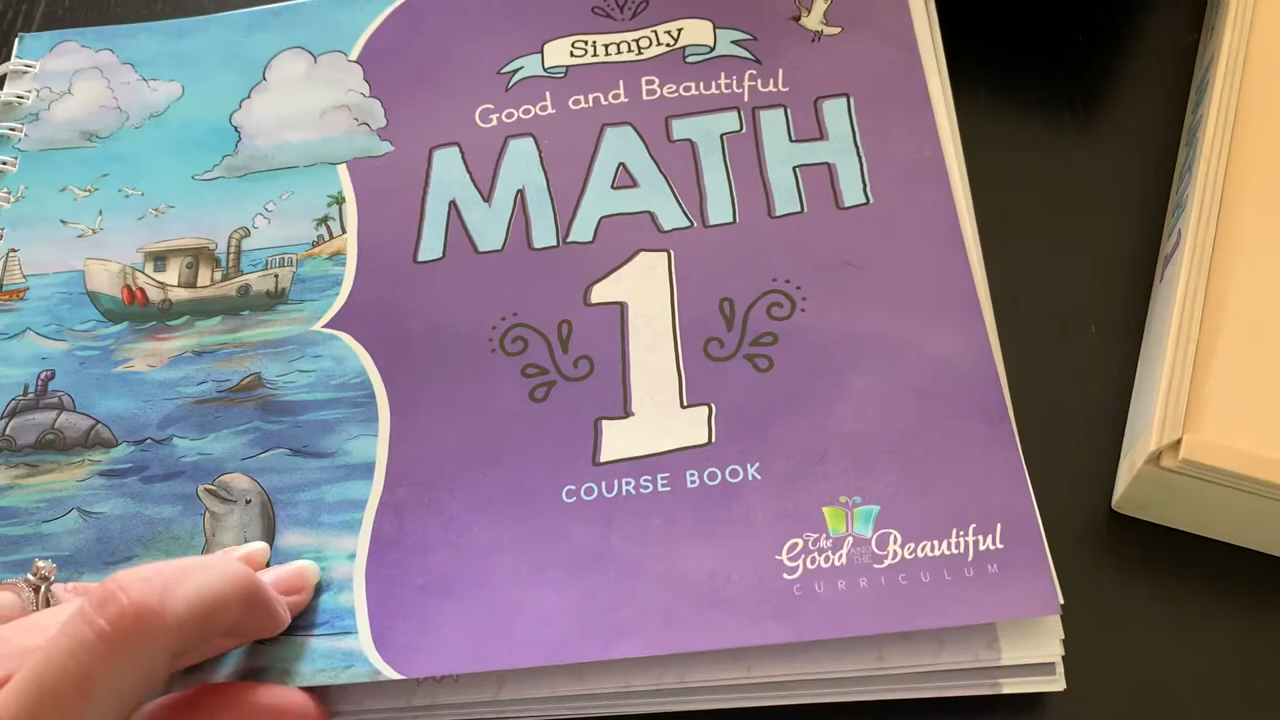 Simply
Good and Beautiful
MATH
1
COURSE BOOK
The
Good AND THE Beautiful
CURRICULUM